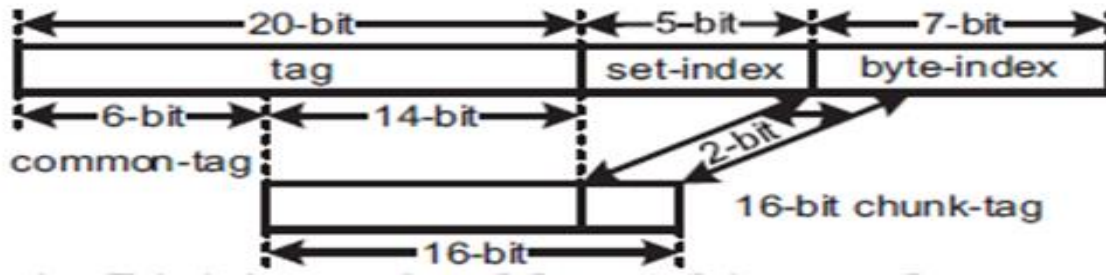 20-bit 5-bit 7-bit
tag set-index byte-index
6-bit 14-bit 2-bit
common-tag
16-bit chunk-tag
16-bit